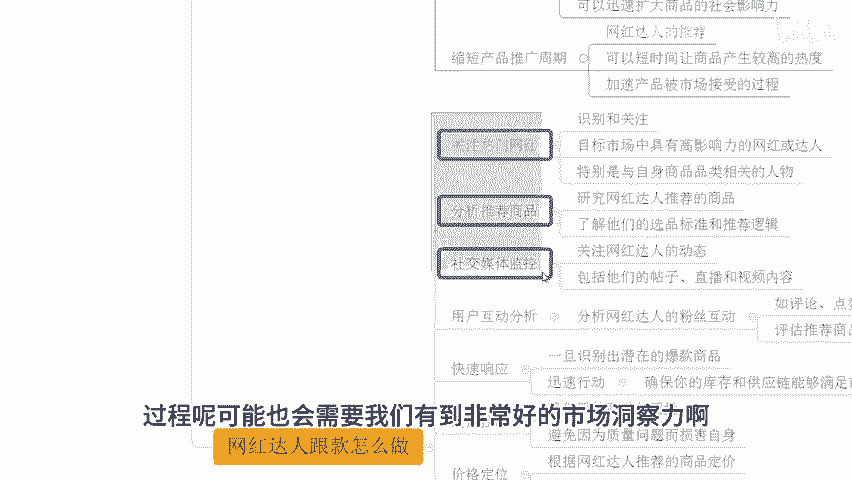 可以迅速扩大商品的社会影响力
网红达人的推荐
缩短产品推广周期
可以短时间让商品产生较高的热度
加速产品被市场接受的过程
识别和关注
关注热门网红
目标市场中具有高影响力的网红或达人
特别是与自身商品品类相关的人物
研究网红达人推荐的商品
分析推荐商品
了解他们的选品标准和推荐逻辑
关注网红达人的动态
社交媒体监控
包括他们的帖子、直播和视频内容
如评论、点
用户互动分析
分析网红达人的粉丝互动
评估推荐商
一旦识别出潜在的爆款商品
快速响应
迅速行动
确保你的库存和供应链能够满足
过程呢可能也会需要我们有到非常好的市场洞察力啊
避免因为质量问题而损害自身
网红达人跟款怎么做
根据网红达人推荐的商品定价
价格定位